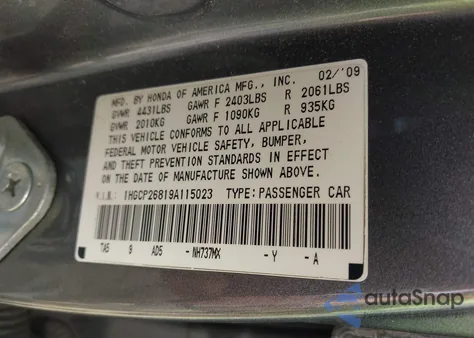 MFD. BY HONDA OF AMERICA MFG., INC. 02/'09
GVWR 4431LBS GAWR F 2403LBS R 2061LBS
GVWR 2010KG GAWR F 1090KG R 935KG
THIS VEHICLE CONFORMS TO ALL APPLICABLE
FEDERAL MOTOR VEHICLE SAFETY, BUMPER,
AND THEFT PREVENTION STANDARDS IN EFFECT
ON THE DATE OF MANUFACTURE SHOWN ABOVE.
V.I.N.: 1HGCP26819A115023 TYPE: PASSENGER CAR
9 AD5 -NH737MX -Y -A
autoSnap